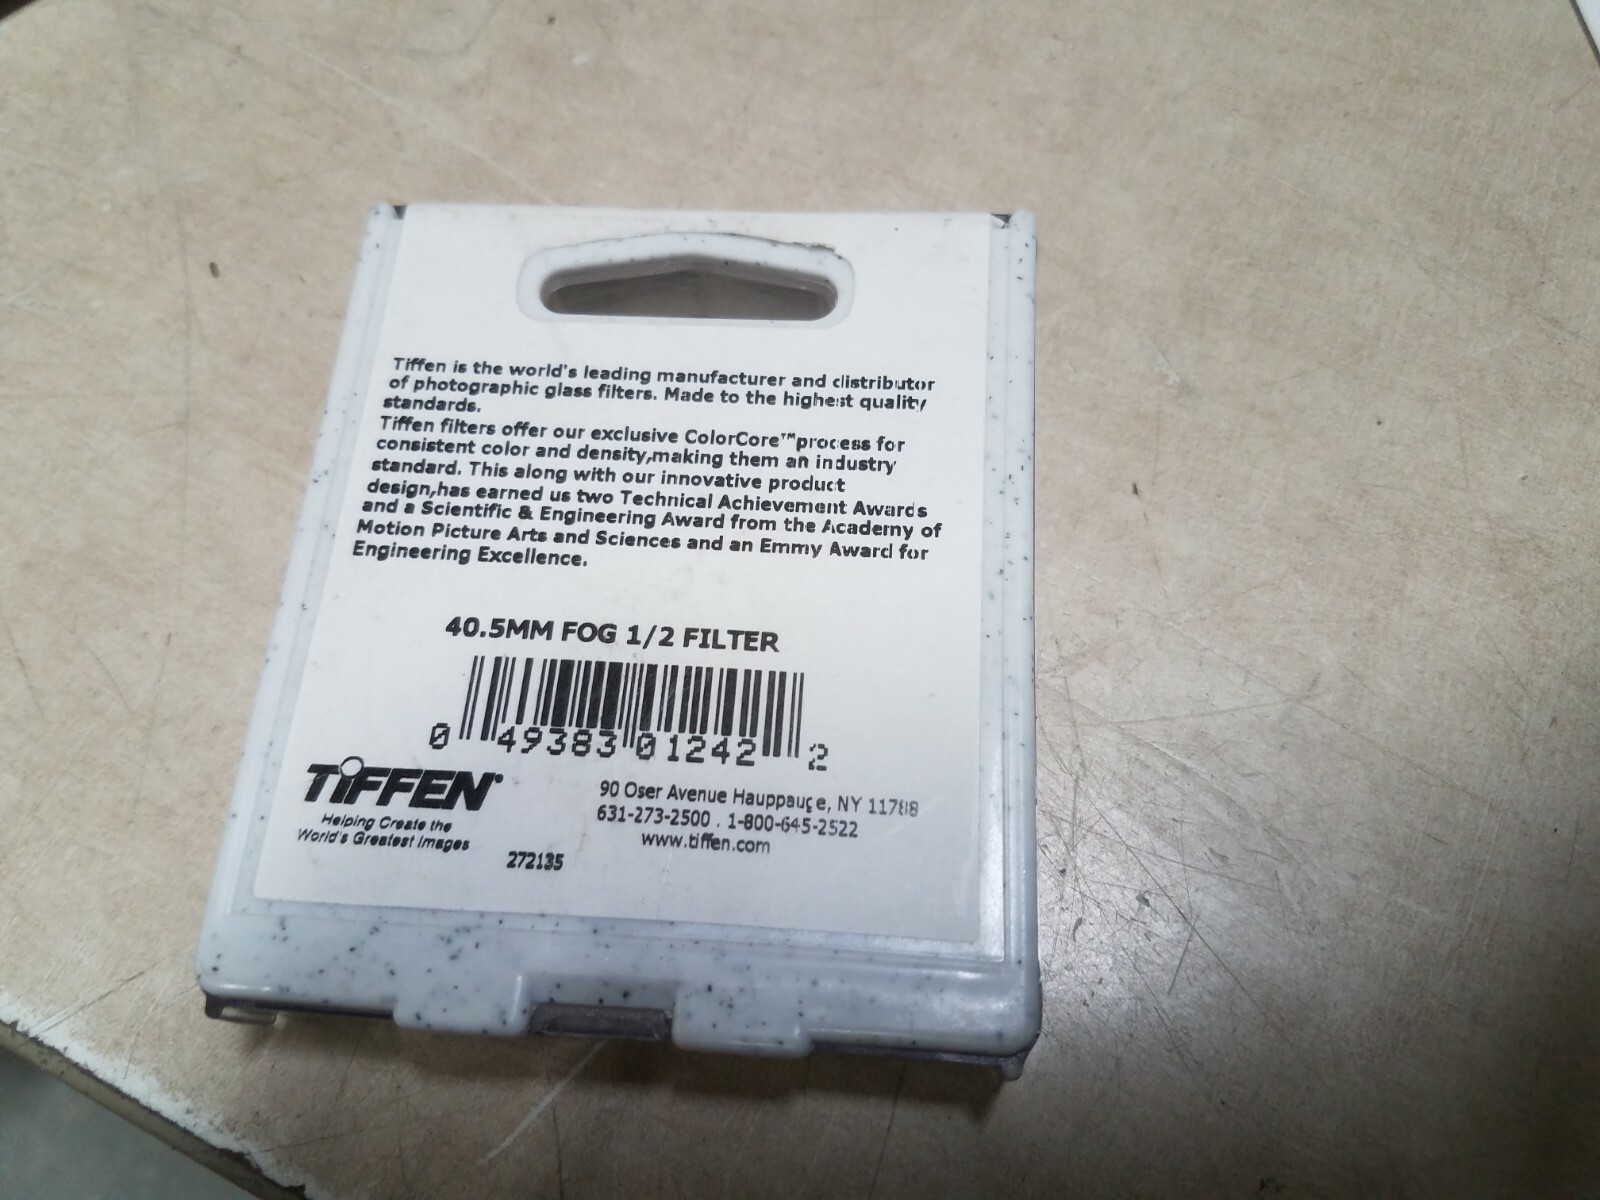 Tiffen is the world's leading manufacturer and distributor
of photographic glass filters. Made to the highest quality
standards.
Tiffen filters offer our exclusive ColorCore™process for
consistent color and density,making them an industry
standard. This along with our innovative product
design,has earned us two Technical Achievement Awards
and a Scientific & Engineering Award from the Academy of
Motion Picture Arts and Sciences and an Emmy Award for
Engineering Excellence.
40.5MM FOG 1/2 FILTER
0 49383 01242 2
TIFFEN®
Helping Create the
World's Greatest Images
272135
90 Oser Avenue Hauppauge, NY 11788
631-273-2500 . 1-800-645-2522
www.tiffen.com